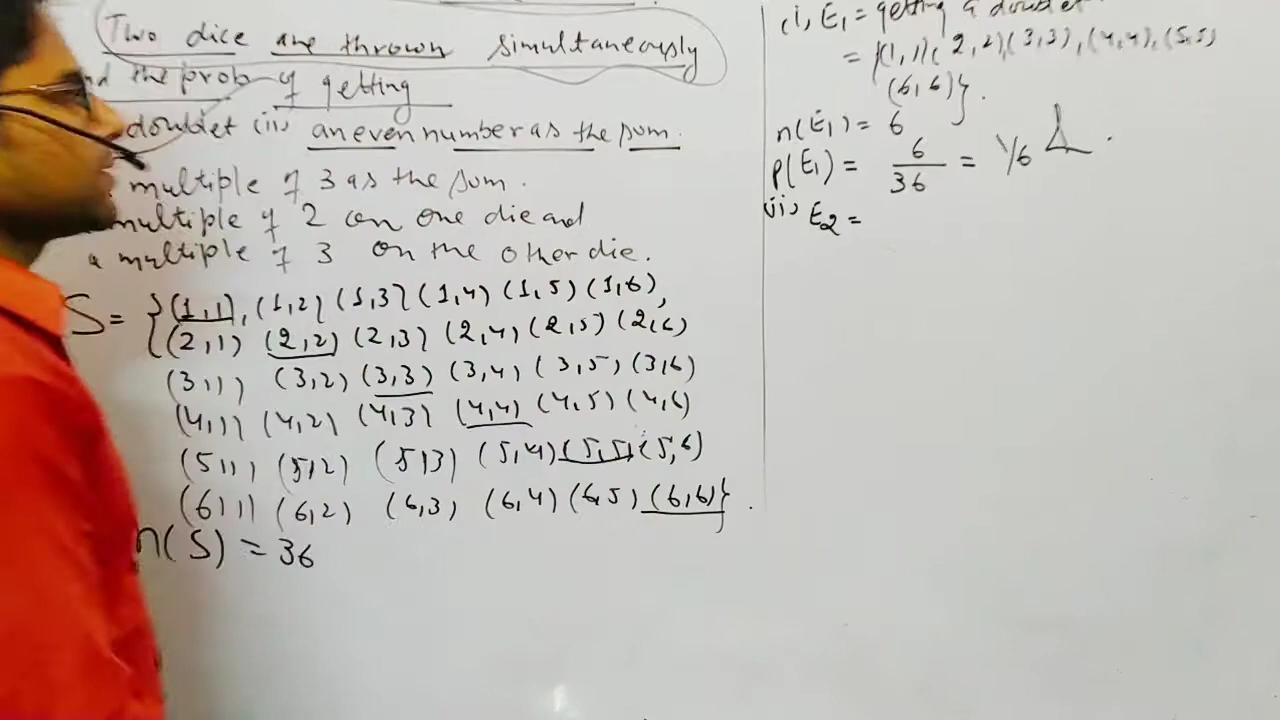 Two dice are thrown simultaneously
the prob of getting
doublet (ii) an even number as the sum.
multiple of 3 as the sum.
multiple of 2 on one die and
a multiple of 3 on the other die.
S = {(1,1), (1,2) (1,3) (1,4) (1,5) (1,6),
(2,1) (2,2) (2,3) (2,4) (2,5) (2,6)
(3,1) (3,2) (3,3) (3,4) (3,5) (3,6)
(4,1) (4,2) (4,3) (4,4) (4,5) (4,6)
(5,1) (5,2) (5,3) (5,4) (5,5) (5,6)
(6,1) (6,2) (6,3) (6,4) (6,5) (6,6)}.
n(S) = 36
(i) E1 = getting a doublet
= {(1,1), (2,2) (3,3), (4,4), (5,5)
(6,6)}.
n(E1) = 6
P(E1) = 6/36 = 1/6
(ii) E2 =